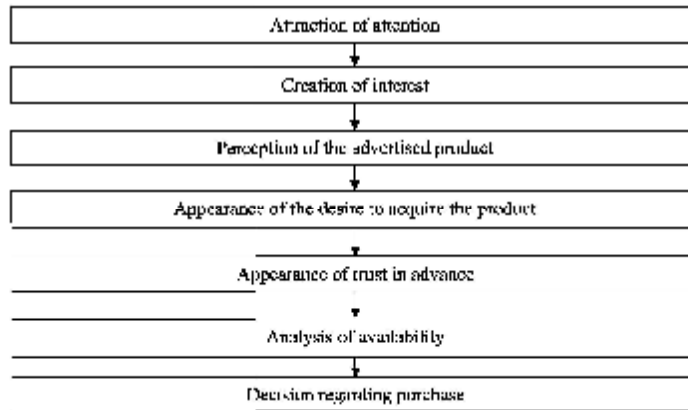 Attraction of attention
Creation of interest
Perception of the advertised product
Appearance of the desire to acquire the product
Appearance of trust in advance
Analysis of availability
Decision regarding purchase